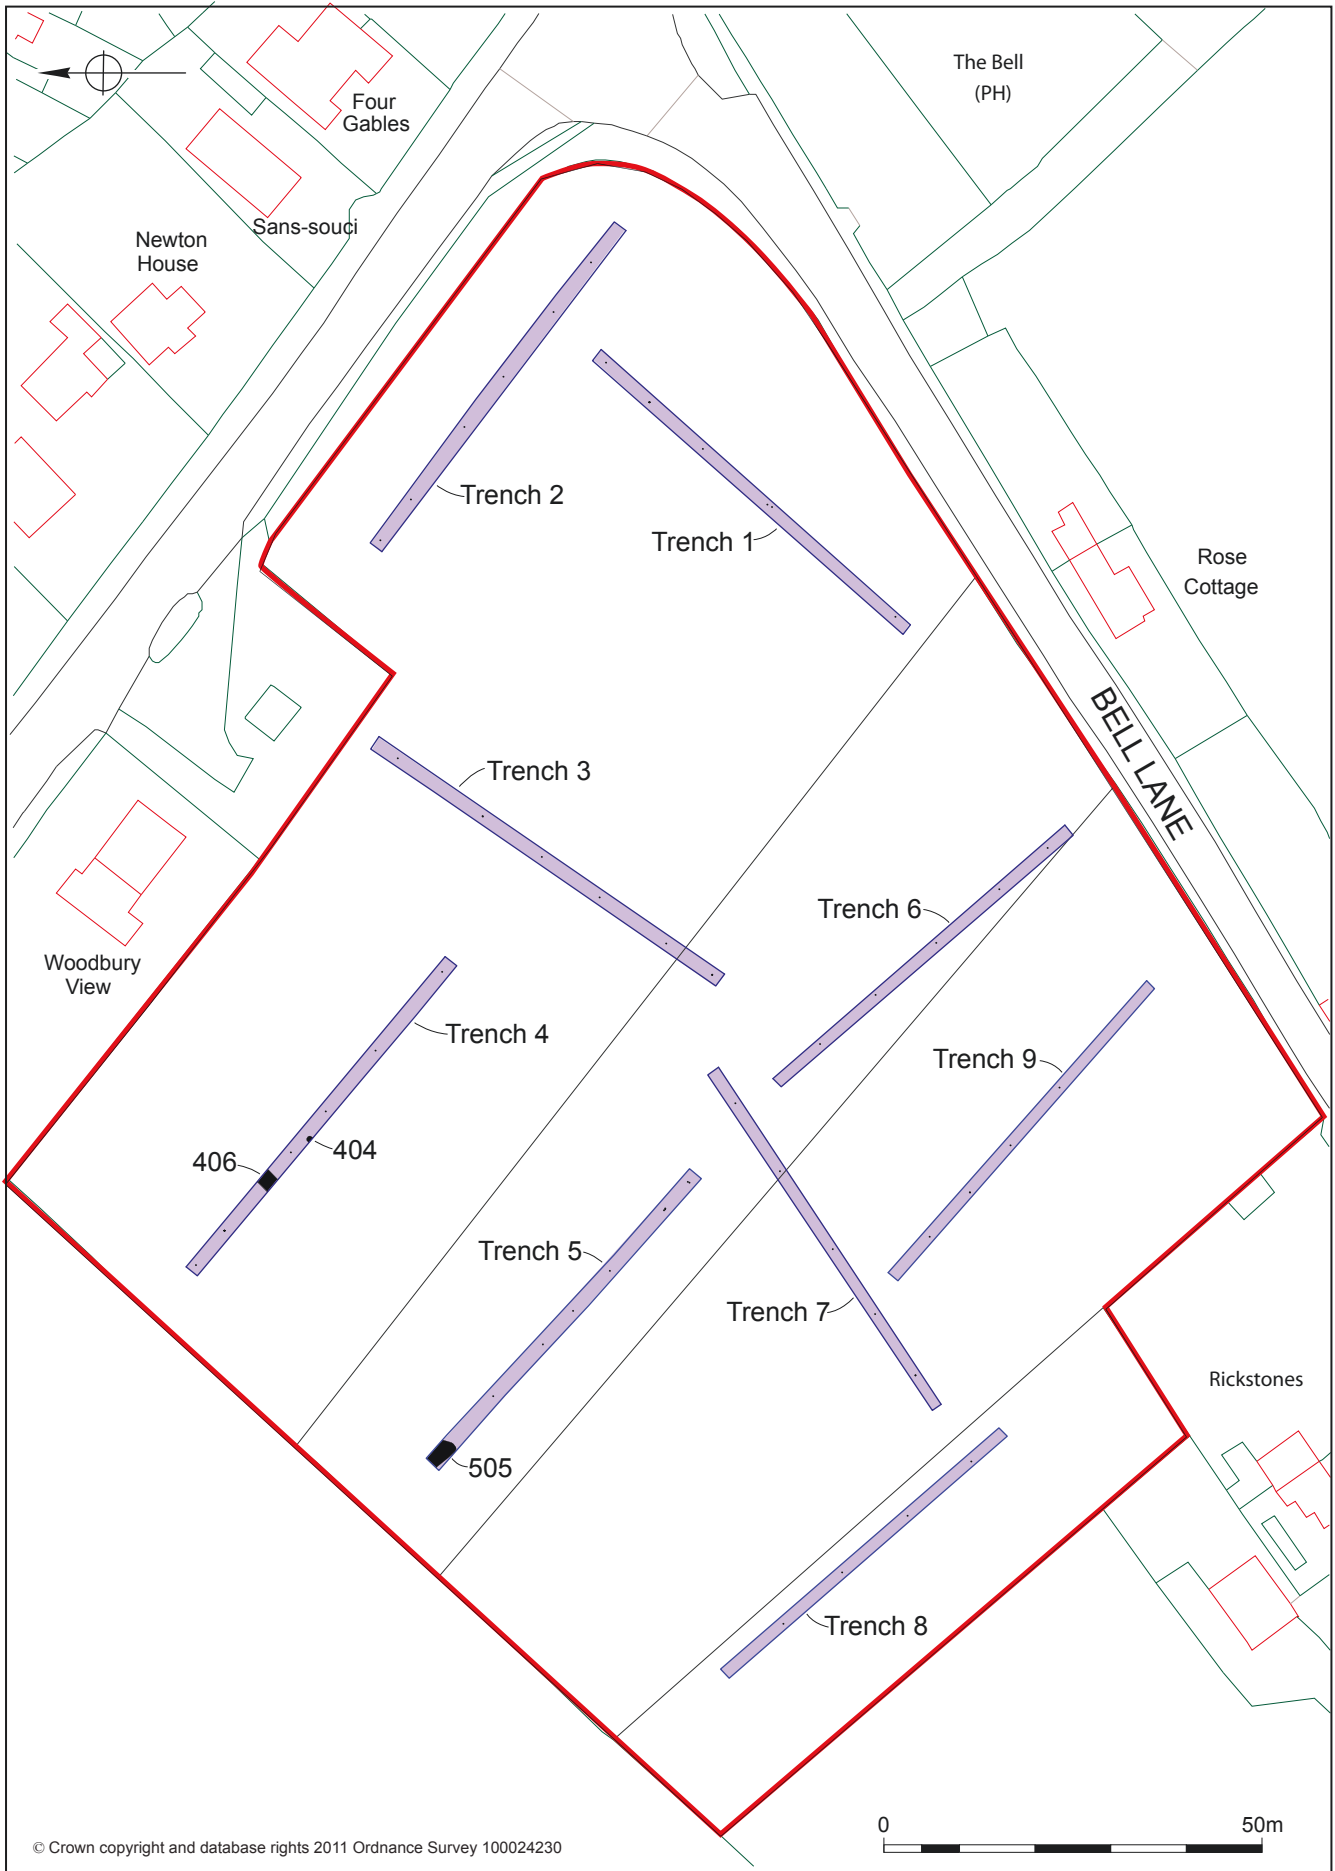 The Bell
(PH)
Four
Gables
Sans-souci
Newton
House
Trench 2
Trench 1
Rose
Cottage
BELL LANE
Trench 3
Trench 6
Woodbury
View
Trench 4
Trench 9
404
406
Trench 5
Trench 7
Rickstones
505
Trench 8
0 50m
© Crown copyright and database rights 2011 Ordnance Survey 100024230